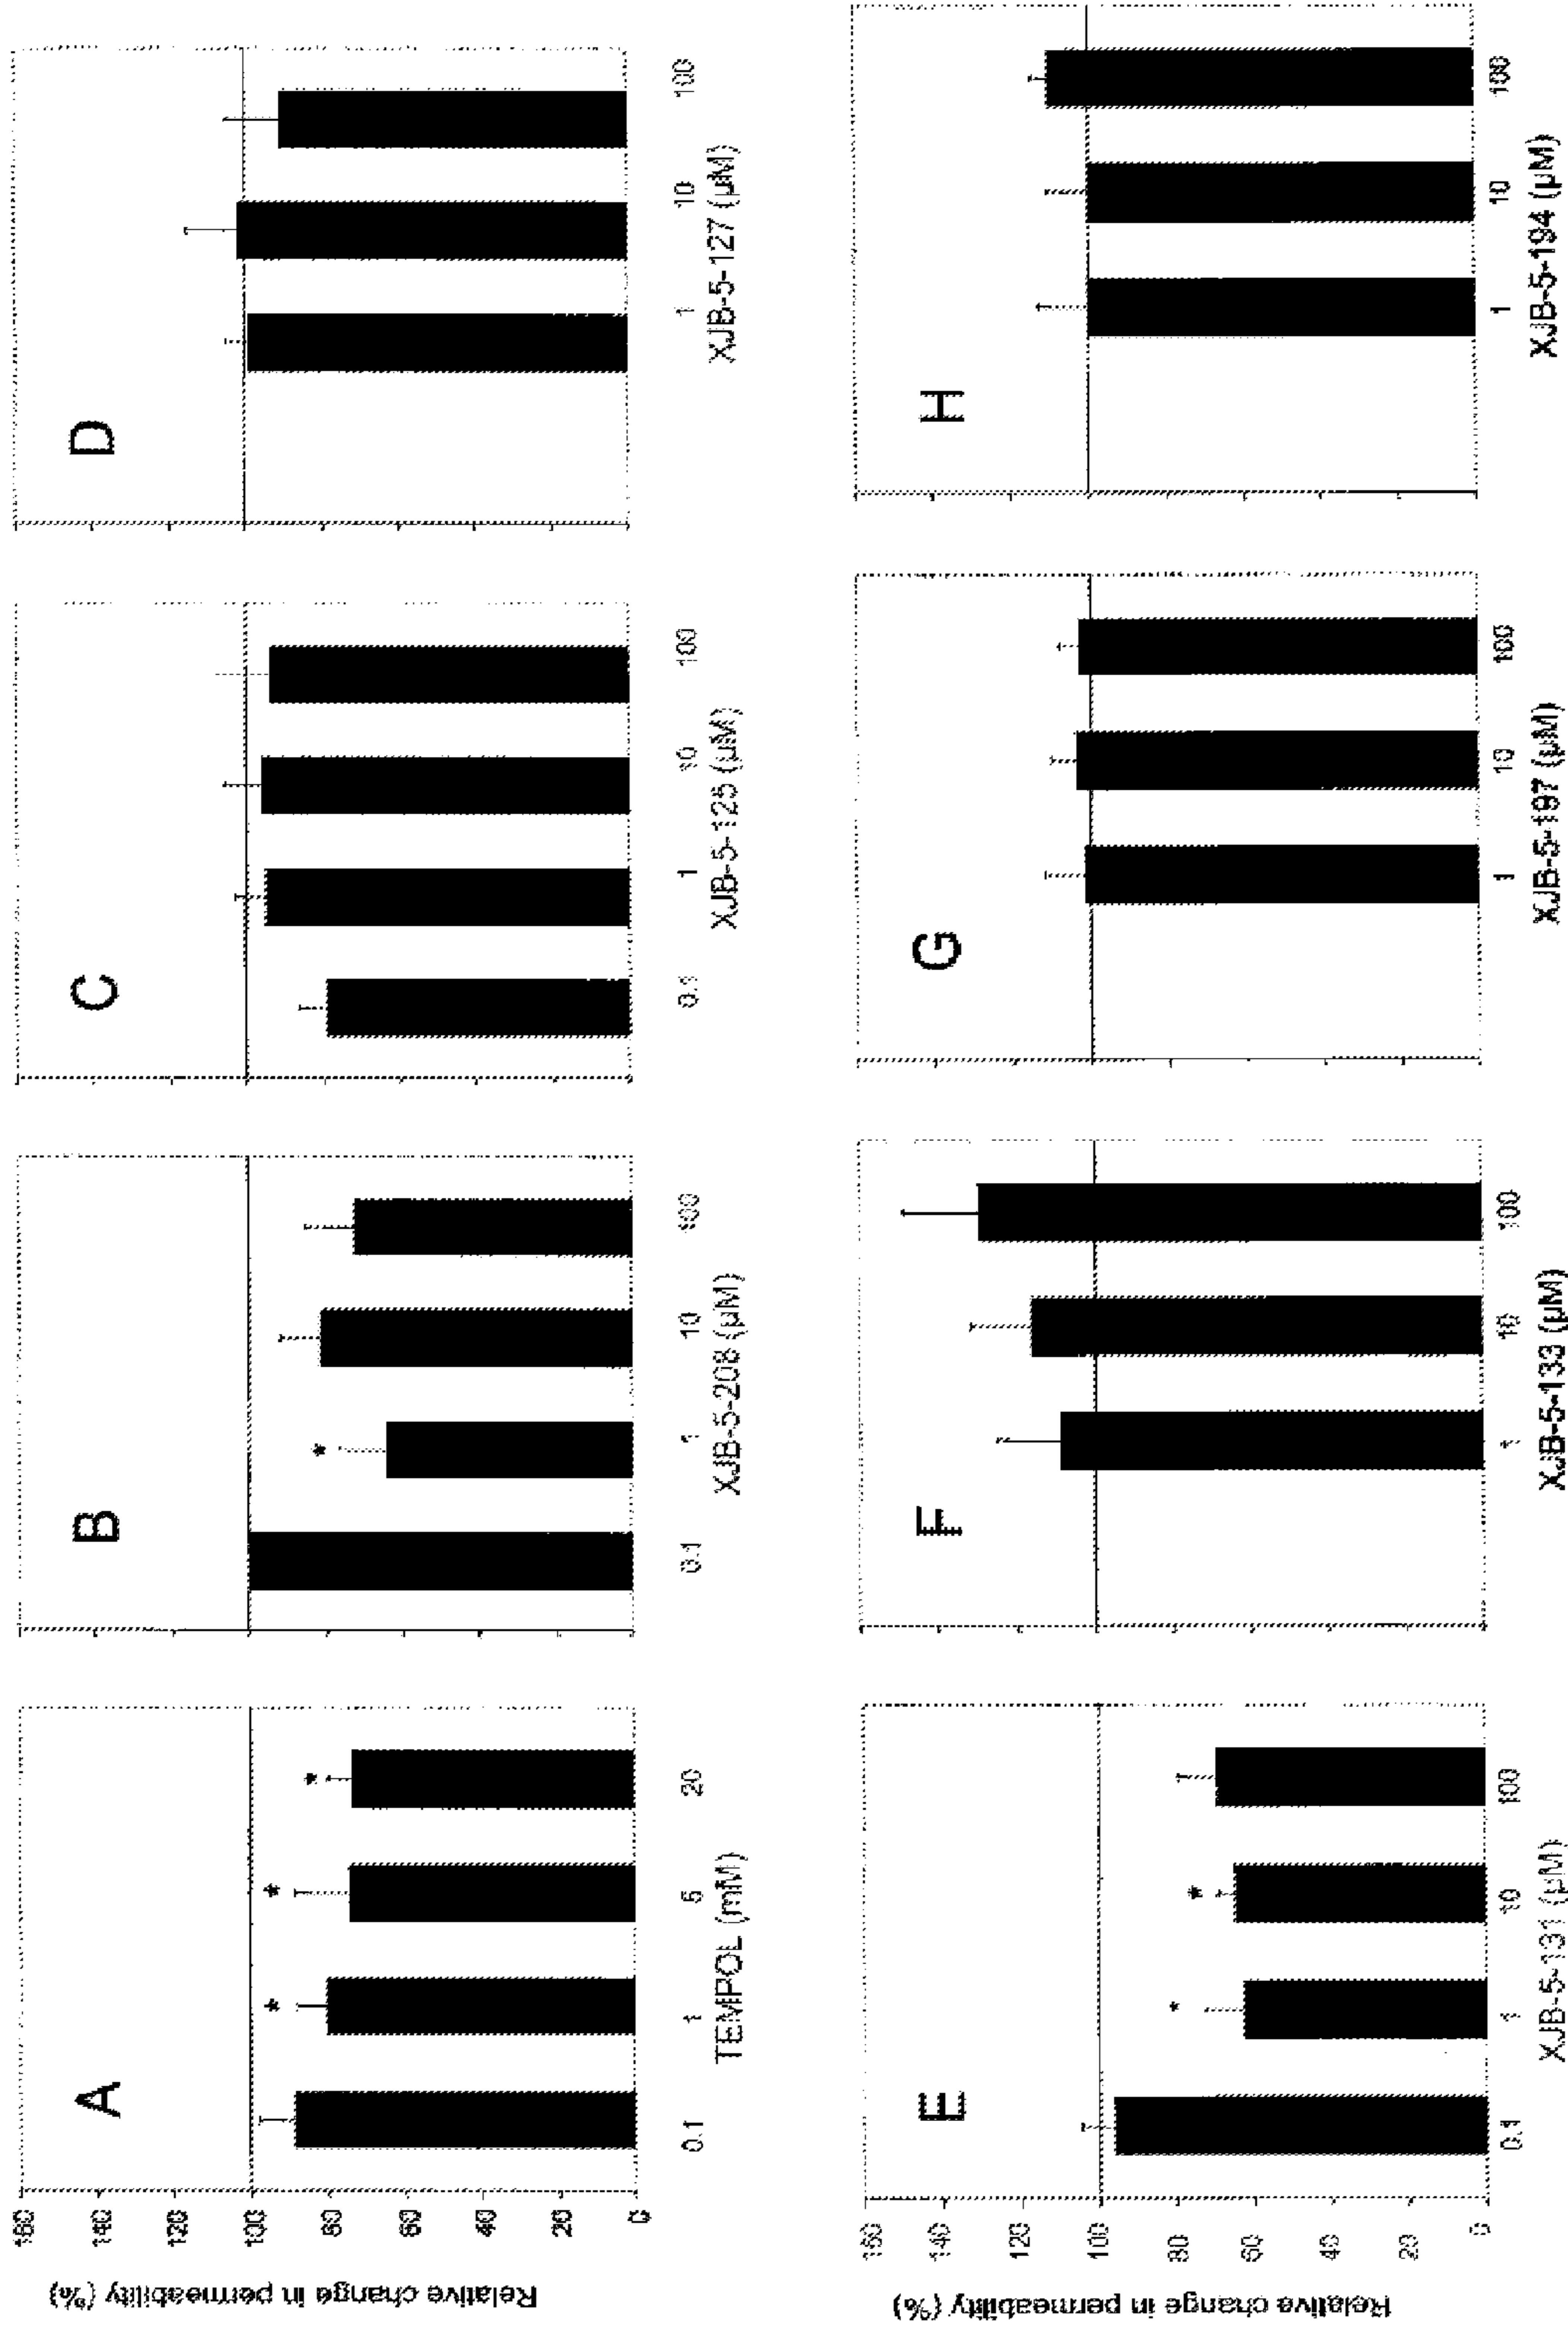 Relative change in permeability (%)
160
140
120
100
80
60
40
20
0
A
*
*
*
0.1
1
5
20
TEMPOL (mM)
B
*
0.1
1
10
100
XJB-5-208 (µM)
C
0.1
1
10
100
XJB-5-125 (µM)
D
1
10
100
XJB-5-127 (µM)
Relative change in permeability (%)
160
140
120
100
80
60
40
20
0
E
*
*
0.1
1
10
100
XJB-5-131 (µM)
F
1
10
100
XJB-5-133 (µM)
G
1
10
100
XJB-5-197 (µM)
H
1
10
100
XJB-5-194 (µM)